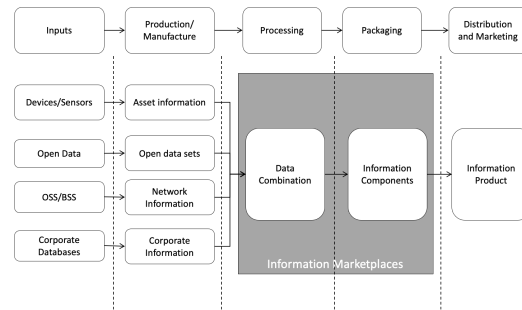 Inputs
Production/
Manufacture
Processing
Packaging
Distribution
and Marketing
Devices/Sensors
Asset information
Open Data
Open data sets
OSS/BSS
Network
Information
Corporate
Databases
Corporate
Information
Data
Combination
Information
Components
Information
Product
Information Marketplaces